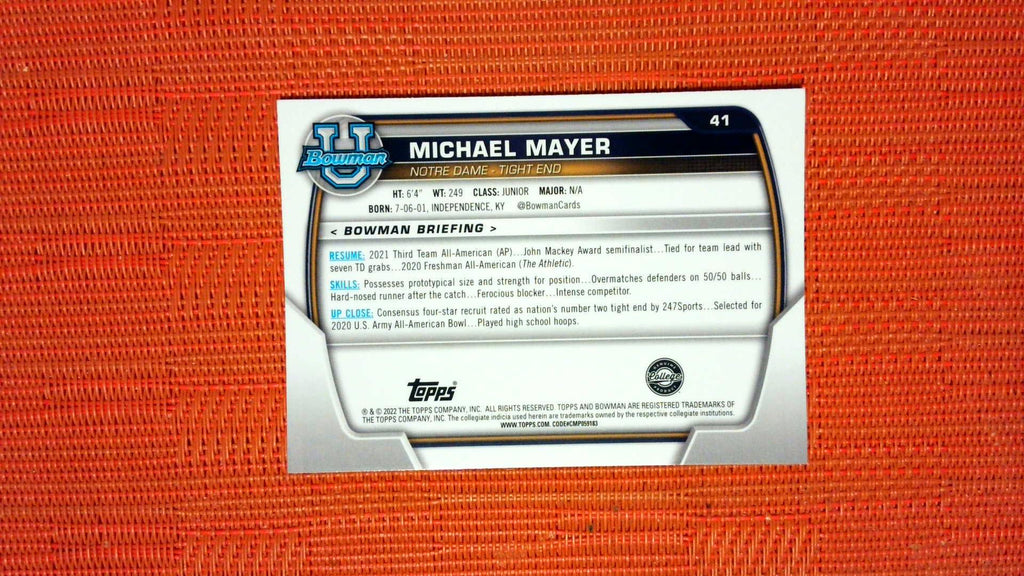 41
U
Bowman
MICHAEL MAYER
NOTRE DAME - TIGHT END
HT: 6'4" WT: 249 CLASS: JUNIOR MAJOR: N/A
BORN: 7-06-01, INDEPENDENCE, KY @BowmanCards
< BOWMAN BRIEFING >
RESUME: 2021 Third Team All-American (AP)...John Mackey Award semifinalist...Tied for team lead with
seven TD grabs...2020 Freshman All-American (The Athletic).
SKILLS: Possesses prototypical size and strength for position...Overmatches defenders on 50/50 balls...
Hard-nosed runner after the catch...Ferocious blocker...Intense competitor.
UP CLOSE: Consensus four-star recruit rated as nation's number two tight end by 247Sports...Selected for
2020 U.S. Army All-American Bowl...Played high school hoops.
Topps®
College
® & © 2022 THE TOPPS COMPANY, INC. ALL RIGHTS RESERVED. TOPPS AND BOWMAN ARE REGISTERED TRADEMARKS OF
THE TOPPS COMPANY, INC. The collegiate indicia used herein are trademarks owned by the respective collegiate institutions.
WWW.TOPPS.COM. CODE#CMP059183